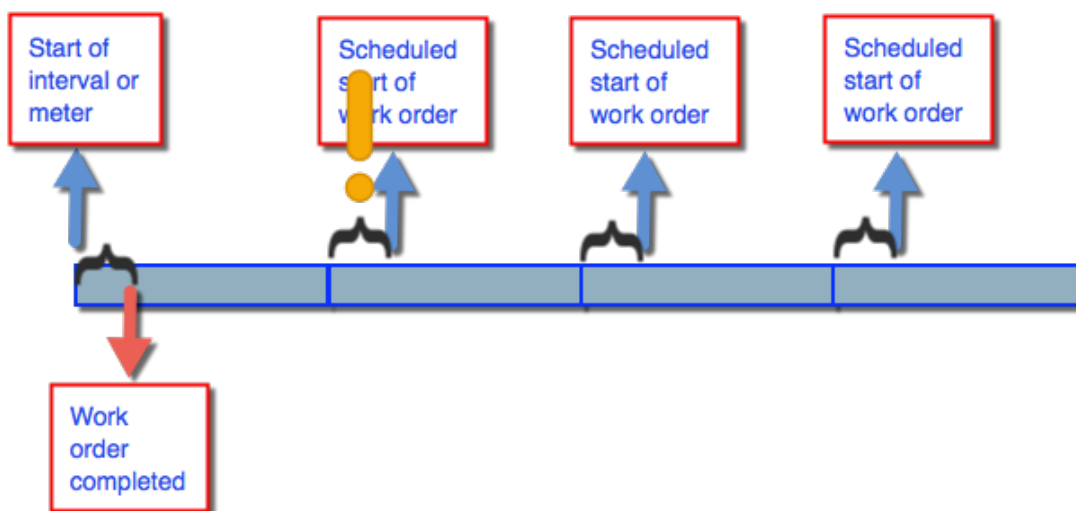 Start of
interval or
meter
Scheduled
start of
work order
Scheduled
start of
work order
Scheduled
start of
work order
Work
order
completed